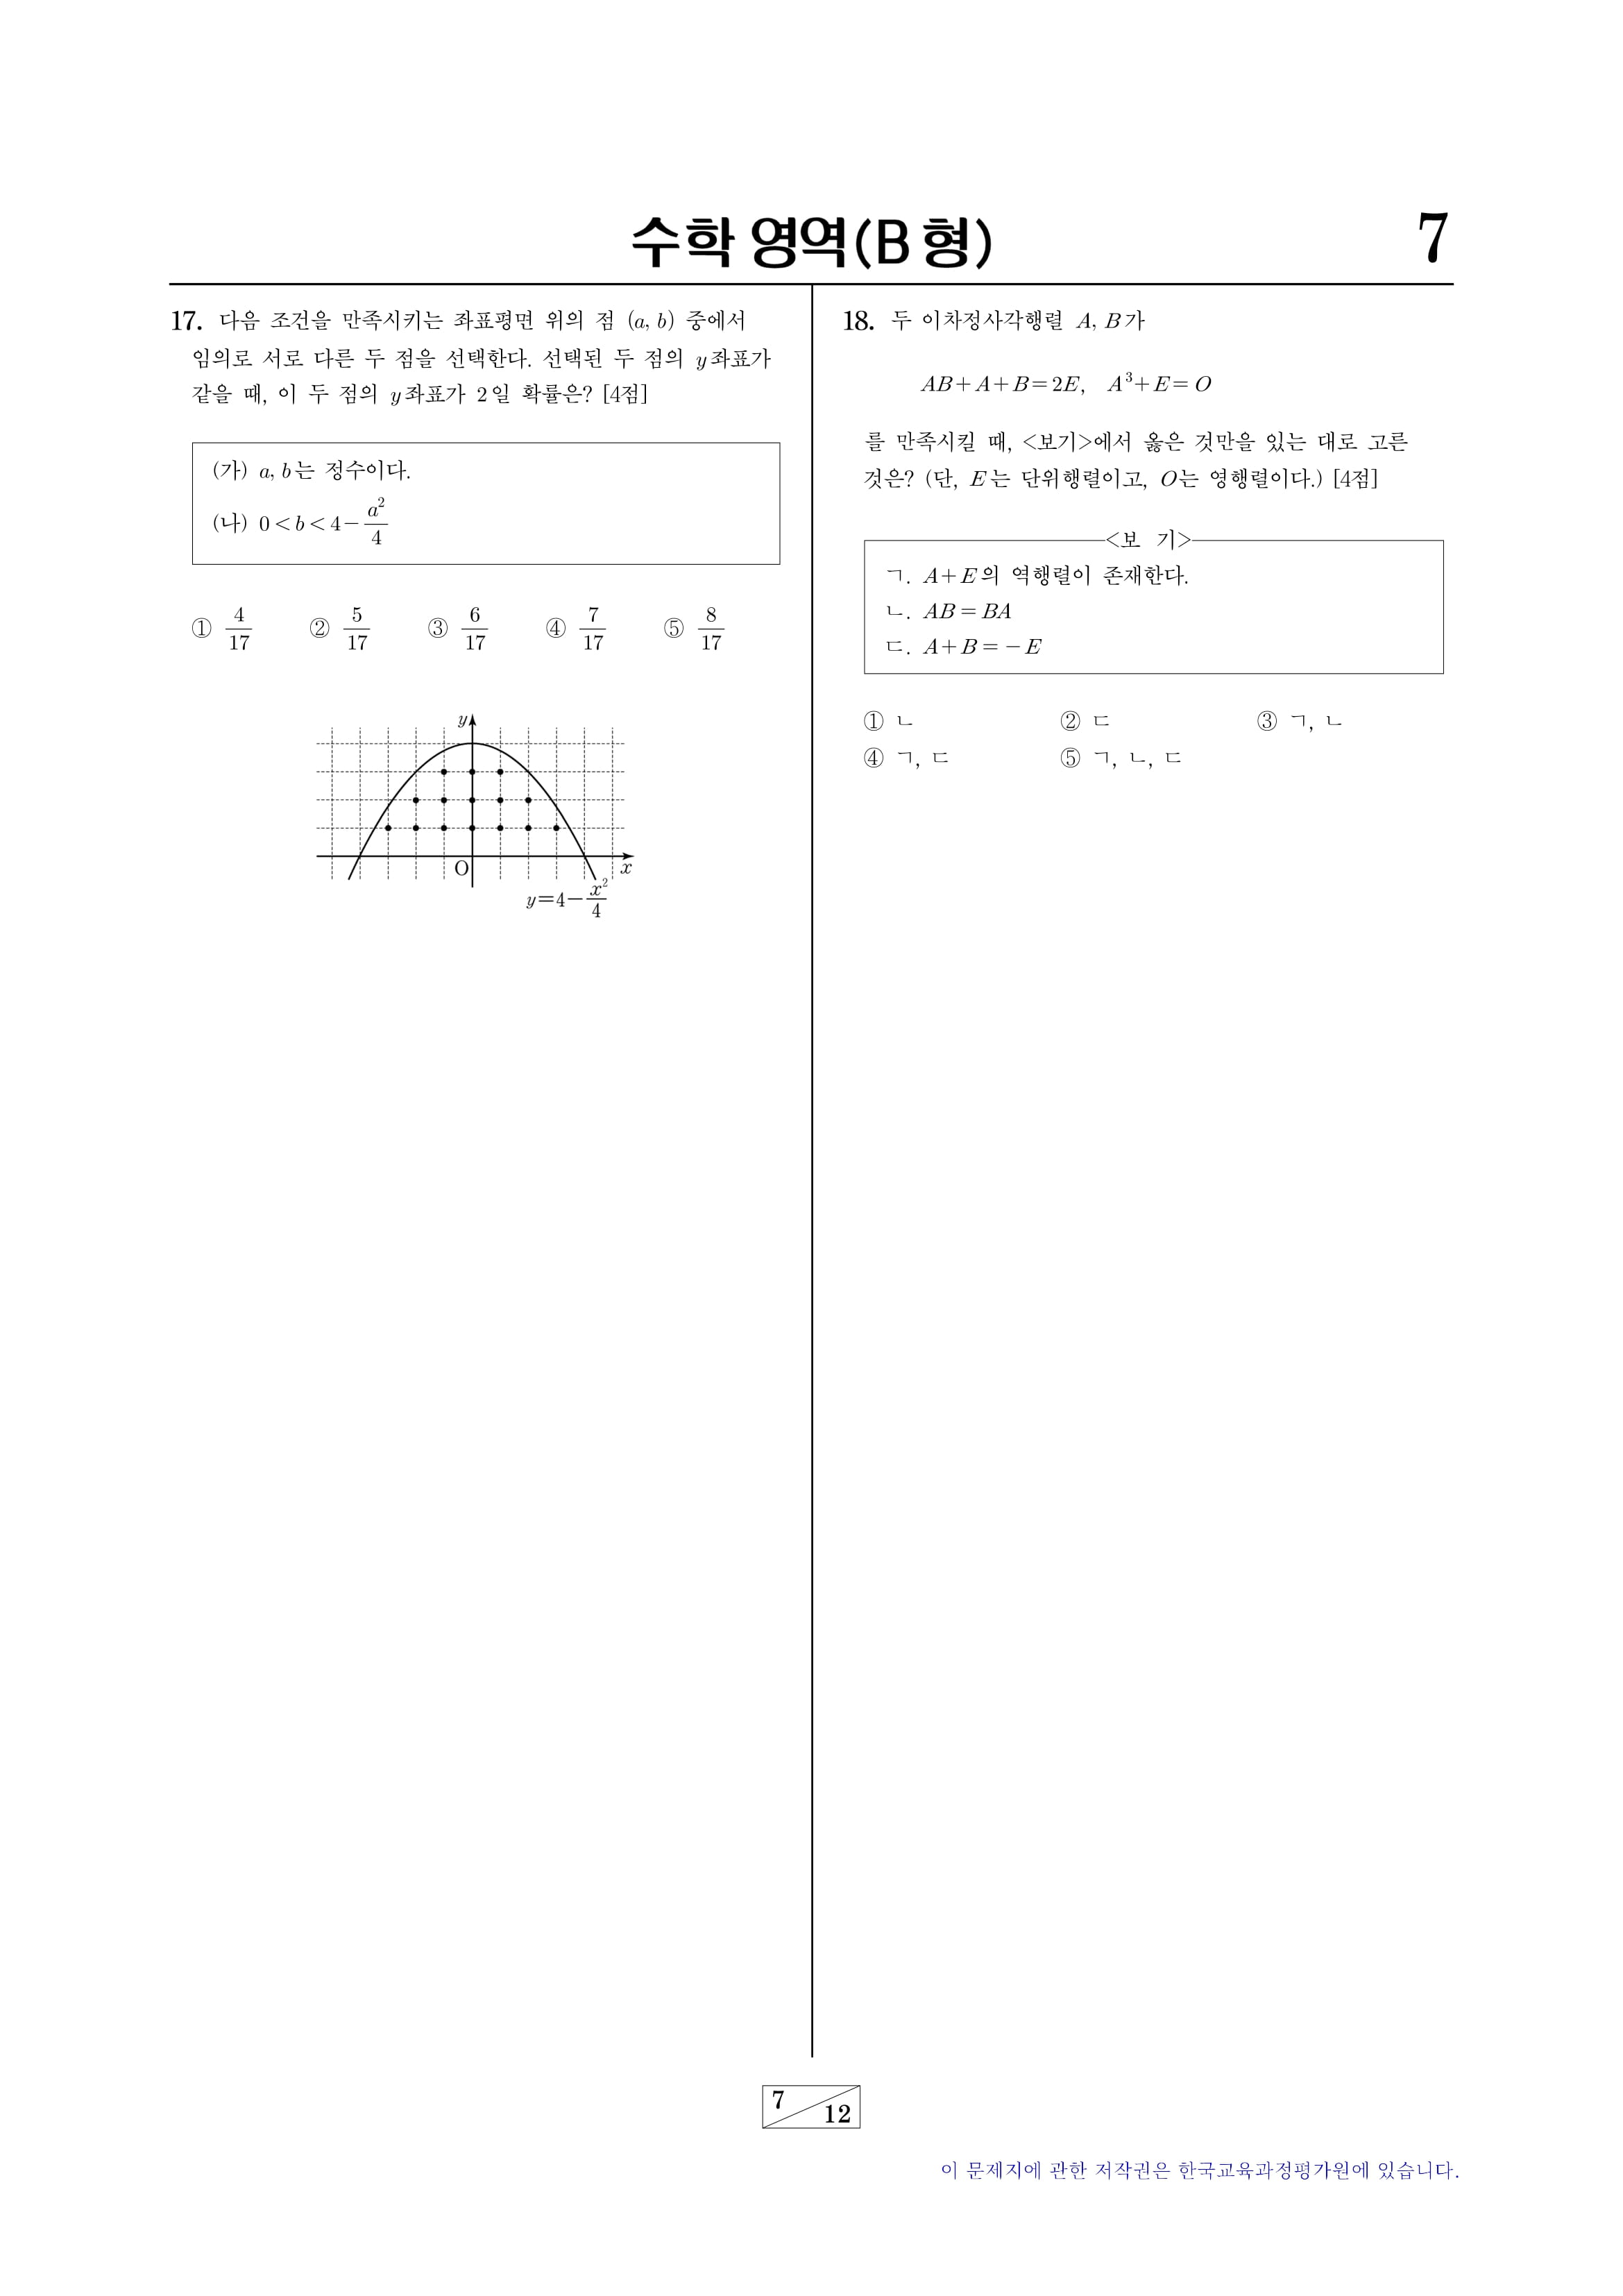 수학 영역(B 형)
7
17. 다음 조건을 만족시키는 좌표평면 위의 점 (a, b) 중에서
임의로 서로 다른 두 점을 선택한다. 선택된 두 점의 y좌표가
같을 때, 이 두 점의 y좌표가 2일 확률은? [4점]
(가) a, b는 정수이다.
(나) 0 < b < 4 − a²/4
① 4/17 ② 5/17 ③ 6/17 ④ 7/17 ⑤ 8/17
y
O
x
y=4−x²/4
18. 두 이차정사각행렬 A, B가
AB+A+B=2E, A³+E=O
를 만족시킬 때, <보기>에서 옳은 것만을 있는 대로 고른
것은? (단, E는 단위행렬이고, O는 영행렬이다.) [4점]
<보 기>
ㄱ. A+E의 역행렬이 존재한다.
ㄴ. AB=BA
ㄷ. A+B=−E
① ㄴ ② ㄷ ③ ㄱ, ㄴ
④ ㄱ, ㄷ ⑤ ㄱ, ㄴ, ㄷ
7
12
이 문제지에 관한 저작권은 한국교육과정평가원에 있습니다.